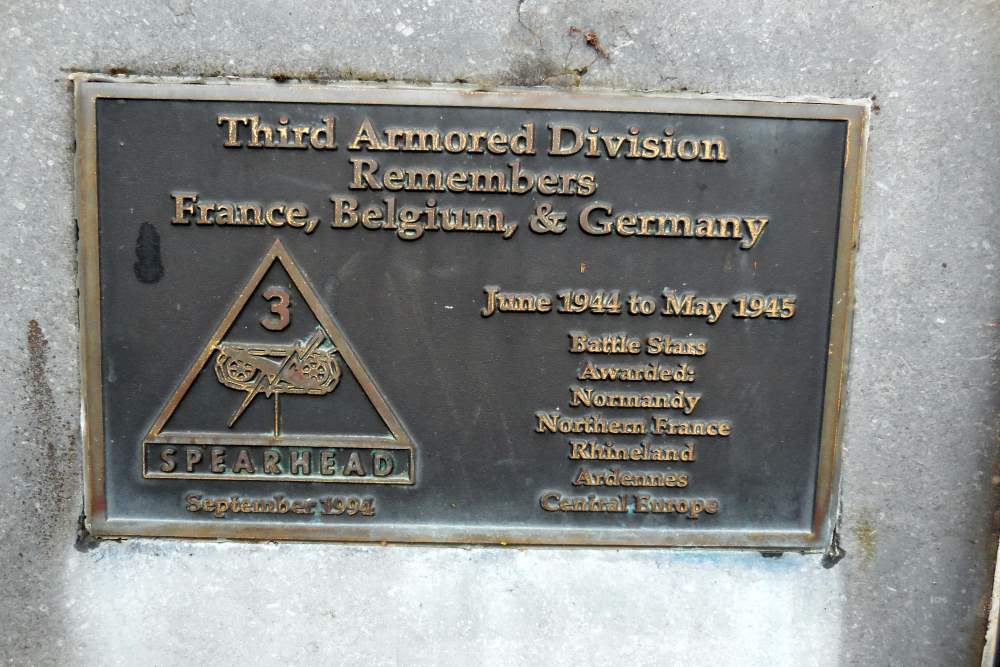 Third Armored Division
Remembers
France, Belgium, & Germany
3
SPEARHEAD
September 1994
June 1944 to May 1945
Battle Stars
Awarded:
Normandy
Northern France
Rhineland
Ardennes
Central Europe